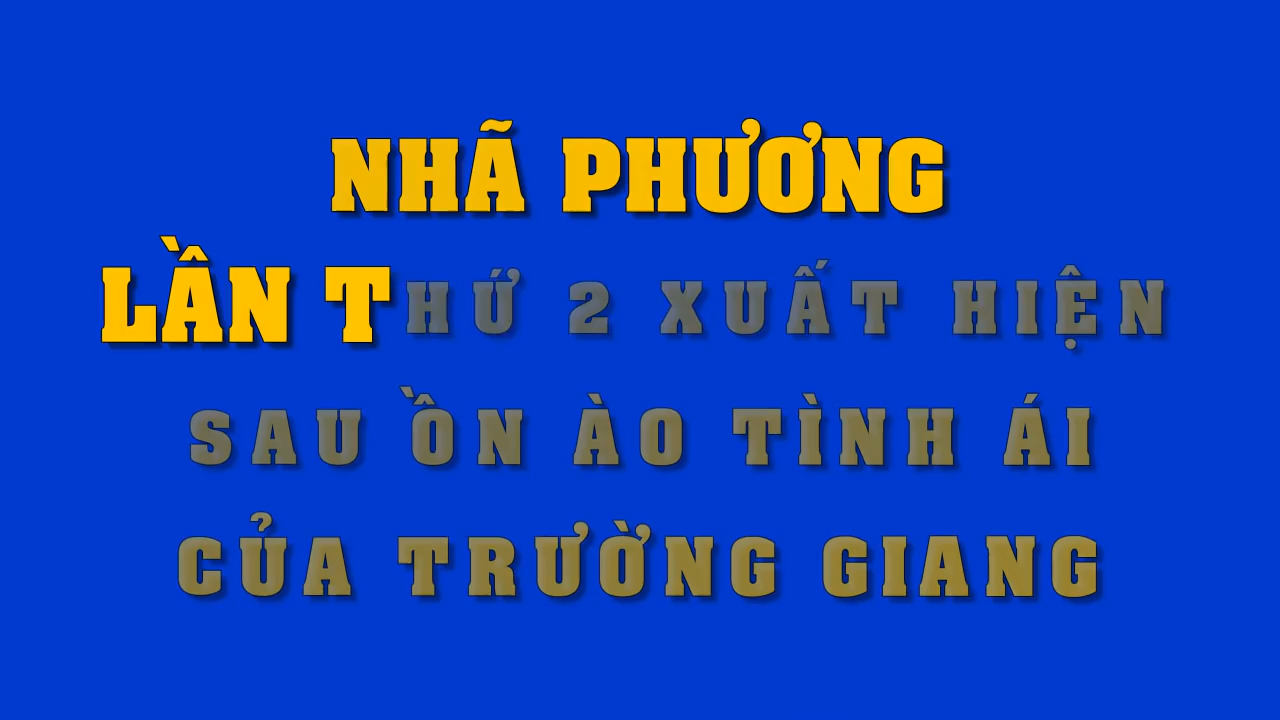 NHÃ PHƯƠNG
LẦN THỨ 2 XUẤT HIỆN
SAU ỒN ÀO TÌNH ÁI
CỦA TRƯỜNG GIANG